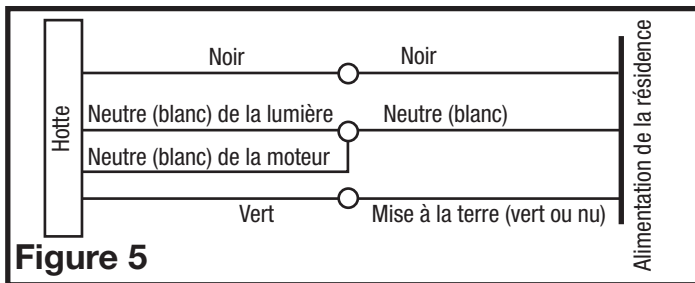 Noir
Noir
Hotte
Neutre (blanc) de la lumière
Neutre (blanc)
Neutre (blanc) de la moteur
Vert
Mise à la terre (vert ou nu)
Alimentation de la résidence
Figure 5